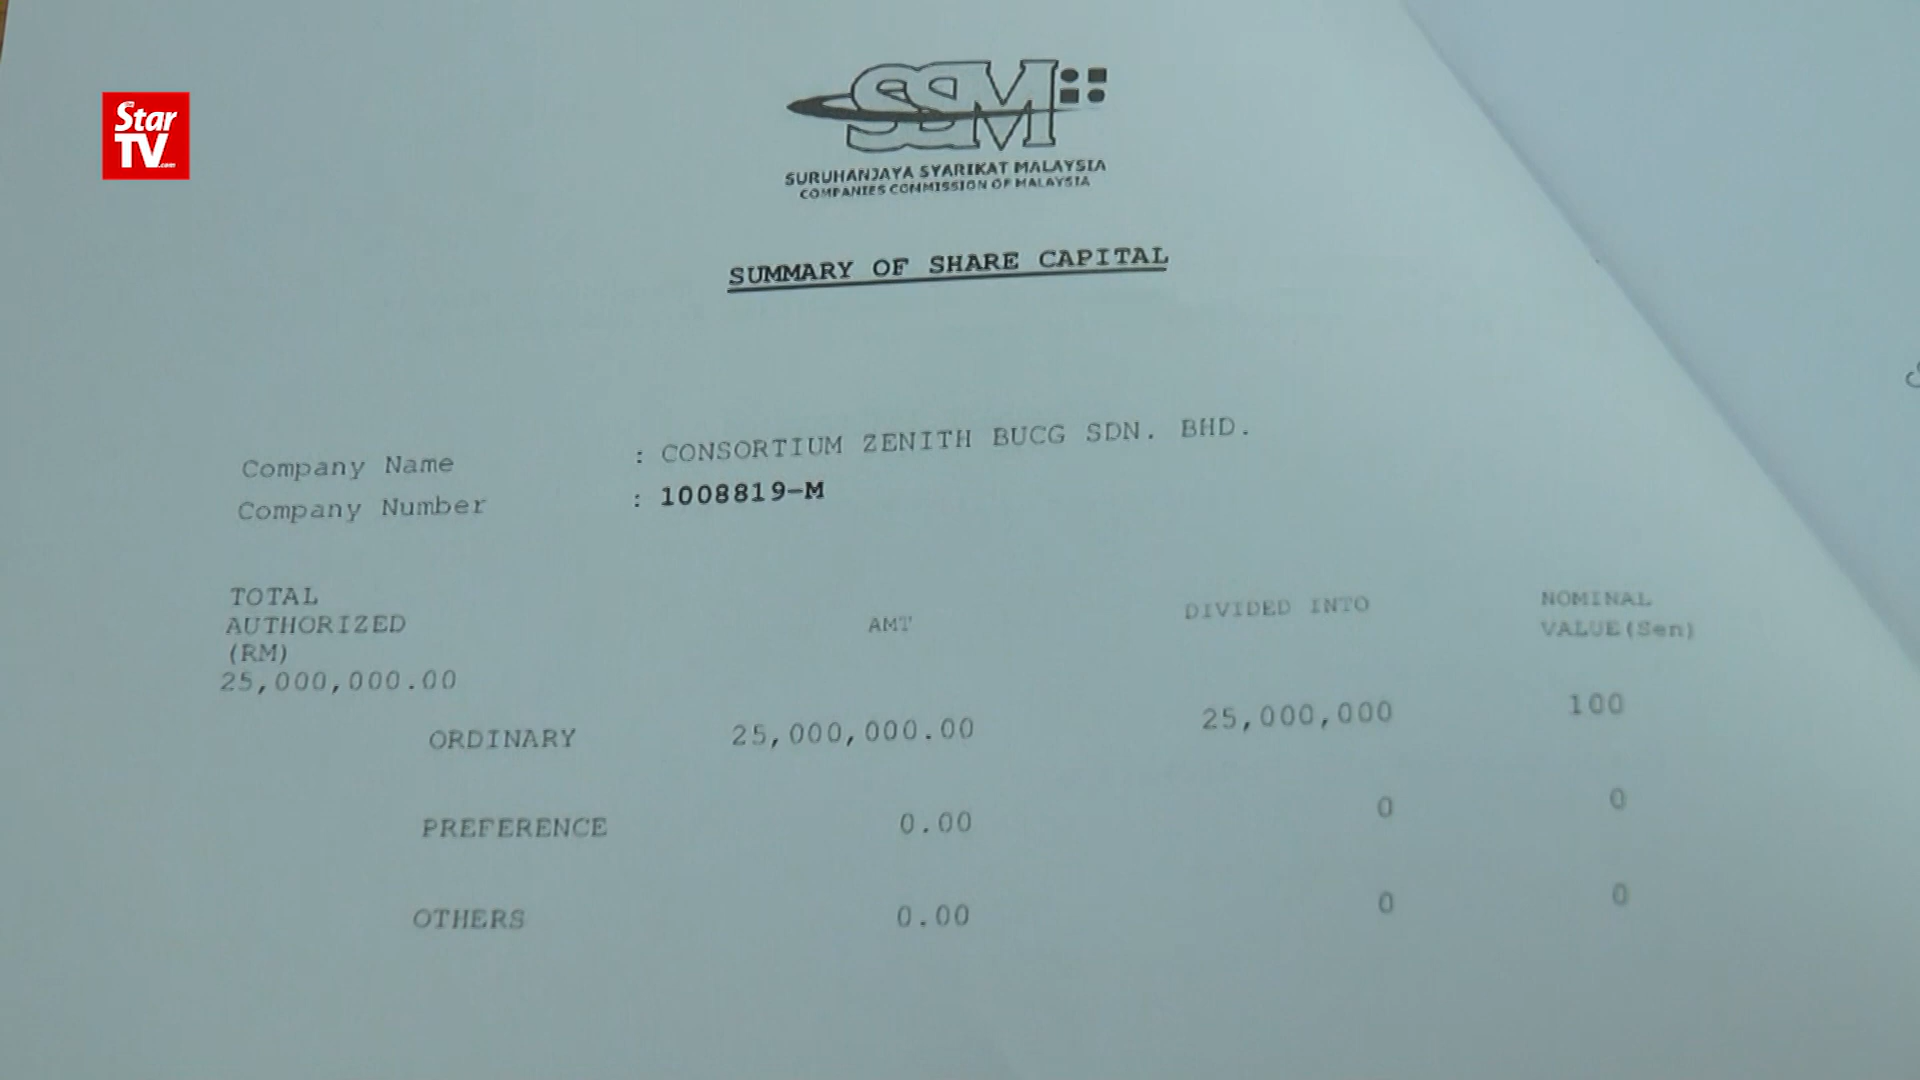 Star
TV.com
SSM
SURUHANJAYA SYARIKAT MALAYSIA
COMPANIES COMMISSION OF MALAYSIA
SUMMARY OF SHARE CAPITAL
Company Name : CONSORTIUM ZENITH BUCG SDN. BHD.
Company Number : 1008819-M
TOTAL
AUTHORIZED
(RM)
AMT DIVIDED INTO NOMINAL
VALUE(Sen)
25,000,000.00
ORDINARY 25,000,000.00 25,000,000 100
PREFERENCE 0.00 0 0
OTHERS 0.00 0 0